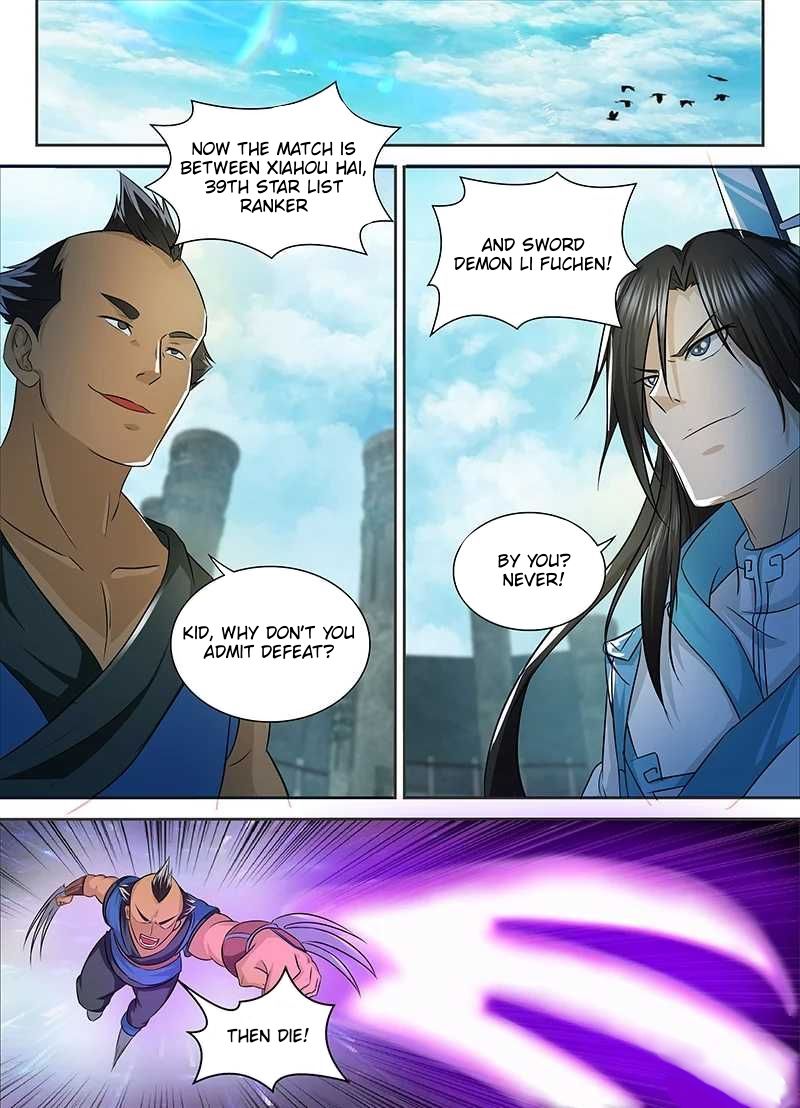 NOW THE MATCH IS
BETWEEN XIAHOU HAI,
39TH STAR LIST
RANKER
AND SWORD
DEMON LI FUCHEN!
KID, WHY DON'T YOU
ADMIT DEFEAT?
BY YOU?
NEVER!
THEN DIE!